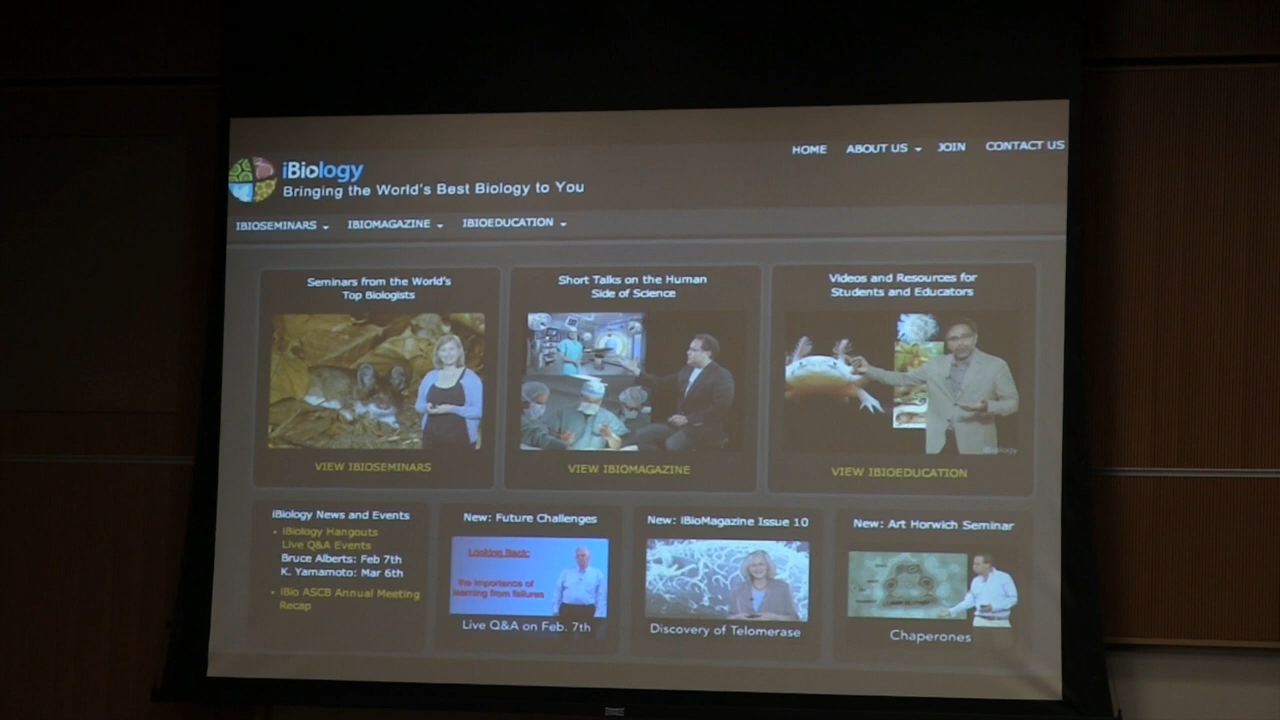 HOME ABOUT US JOIN CONTACT US
iBiology
Bringing the World's Best Biology to You
IBIOSEMINARS IBIOMAGAZINE IBIOEDUCATION
Seminars from the World's
Top Biologists
VIEW IBIOSEMINARS
Short Talks on the Human
Side of Science
VIEW IBIOMAGAZINE
Videos and Resources for
Students and Educators
iBiology
VIEW IBIOEDUCATION
iBiology News and Events
• iBiology Hangouts
Live Q&A Events
Bruce Alberts: Feb 7th
K. Yamamoto: Mar 6th
• iBio ASCB Annual Meeting
Recap
New: Future Challenges
Looking Back:
the importance of
learning from failures
Live Q&A on Feb. 7th
New: iBioMagazine Issue 10
Discovery of Telomerase
New: Art Horwich Seminar
Chaperones